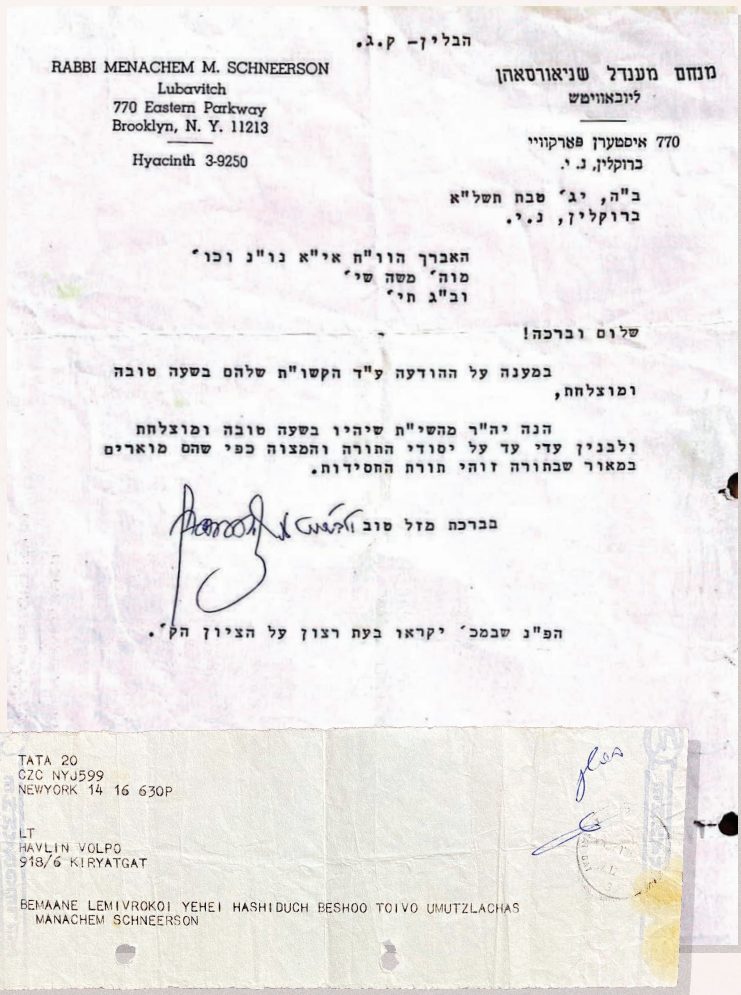 הבלין- ק.ג.
RABBI MENACHEM M. SCHNEERSON
Lubavitch
770 Eastern Parkway
Brooklyn, N. Y. 11213
Hyacinth 3-9250
מנחם מענדל שניאורסאהן
ליובאוויטש
770 איסטערן פארקוויי
ברוקלין, נ. י.
ב"ה, יג' טבת תשל"א
ברוקלין, נ.י.
האברך הוו"ח אי"א נו"נ וכו'
מוה' משה שי'
וב"ג תי'
שלום וברכה!
במענה על ההודעה ע"ד הקשו"ת שלהם בשעה טובה
ומוצלחת,
הנה יה"ר מהשי"ת שיהיו בשעה טובה ומוצלחת
ולבנין עדי עד על יסודי התורה והמצוה כפי שהם מוארים
במאור שבתורה זוהי תורת החסידות.
בברכת מזל טוב
הפ"נ שבמכ' יקראו בעת רצון על הציון הק'.
TATA 20
CZC NYJ599
NEWYORK 14 16 630P
LT
HAVLIN VOLPO
918/6 KIRYATGAT
BEMAANE LEMIVROKOI YEHEI HASHIDUCH BESHOO TOIVO UMUTZLACHAS
MANACHEM SCHNEERSON